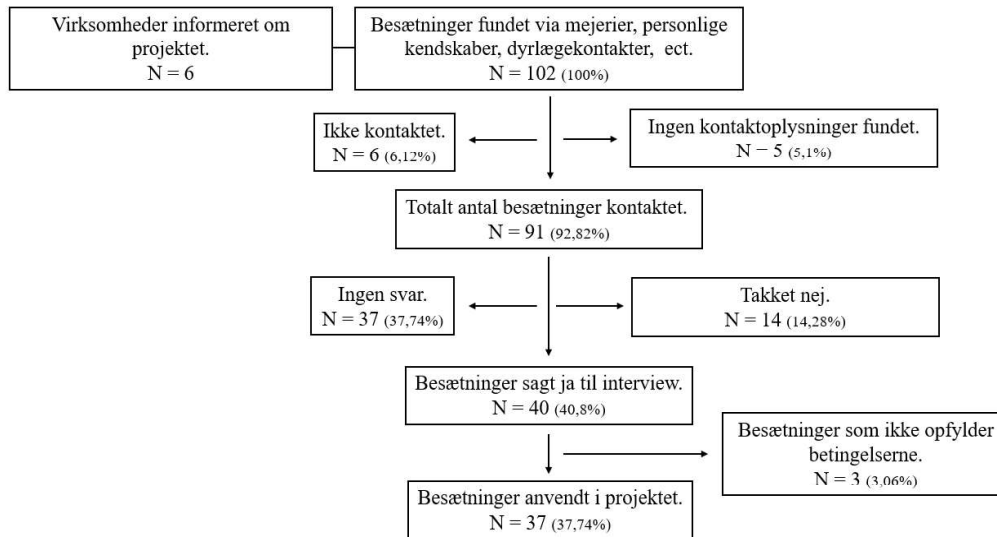 Virksomheder informeret om
projektet.
N = 6
Besætninger fundet via mejerier, personlige
kendskaber, dyrlægekontakter, ect.
N = 102 (100%)
Ikke kontaktet.
N = 6 (6,12%)
Ingen kontaktoplysninger fundet.
N − 5 (5,1%)
Totalt antal besætninger kontaktet.
N = 91 (92,82%)
Ingen svar.
N = 37 (37,74%)
Takket nej.
N = 14 (14,28%)
Besætninger sagt ja til interview.
N = 40 (40,8%)
Besætninger som ikke opfylder
betingelserne.
N = 3 (3,06%)
Besætninger anvendt i projektet.
N = 37 (37,74%)